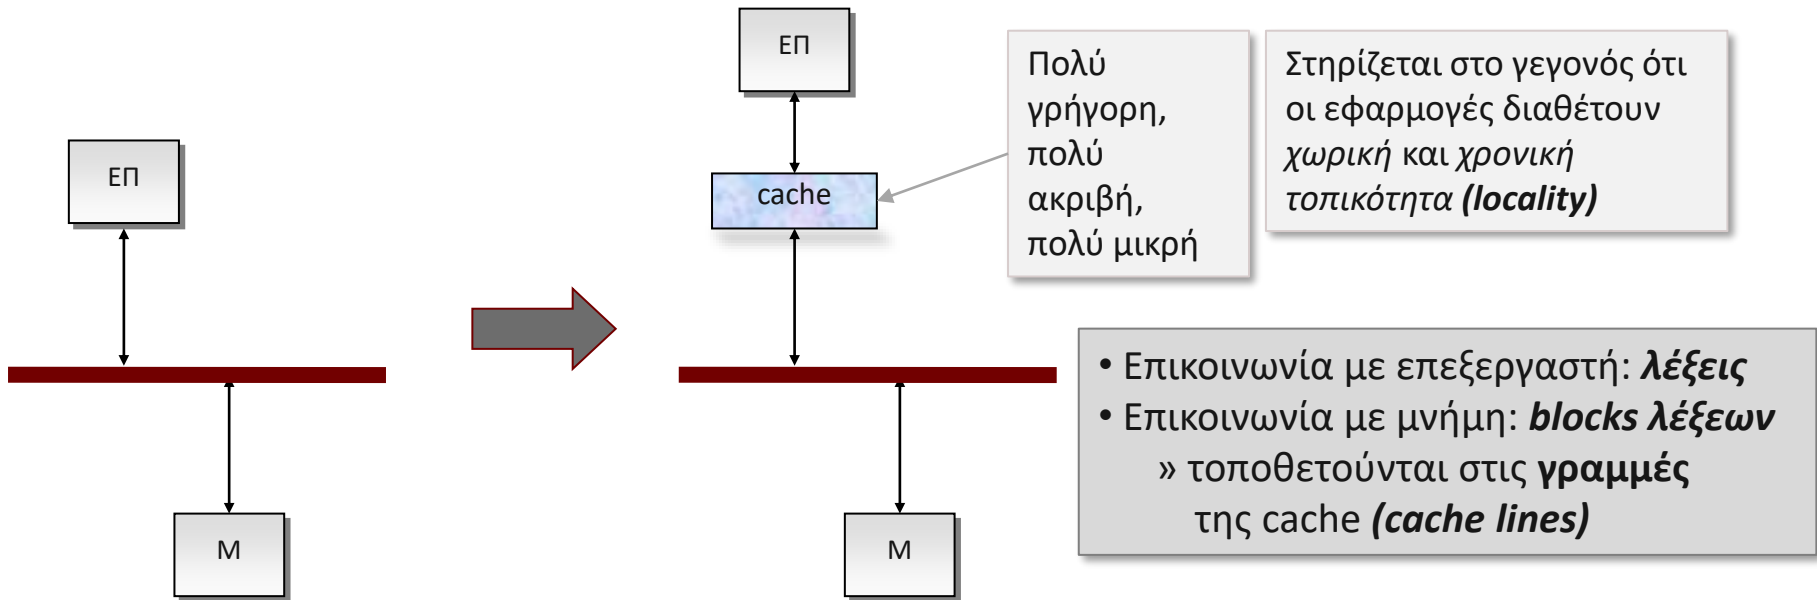 ΕΠ
Μ
ΕΠ
cache
Μ
Πολύ
γρήγορη,
πολύ
ακριβή,
πολύ μικρή
Στηρίζεται στο γεγονός ότι
οι εφαρμογές διαθέτουν
χωρική και χρονική
τοπικότητα (locality)
• Επικοινωνία με επεξεργαστή: λέξεις
• Επικοινωνία με μνήμη: blocks λέξεων
» τοποθετούνται στις γραμμές
της cache (cache lines)